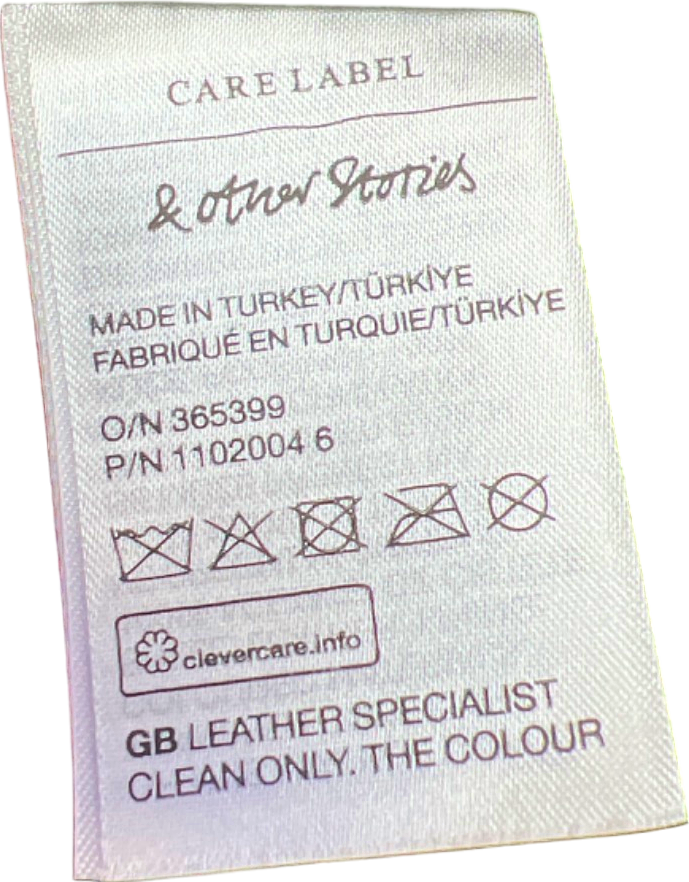 CARE LABEL
& other Stories
MADE IN TURKEY/TÜRKİYE
FABRIQUÉ EN TURQUIE/TÜRKİYE
O/N 365399
P/N 1102004 6
clevercare.info
GB LEATHER SPECIALIST
CLEAN ONLY. THE COLOUR